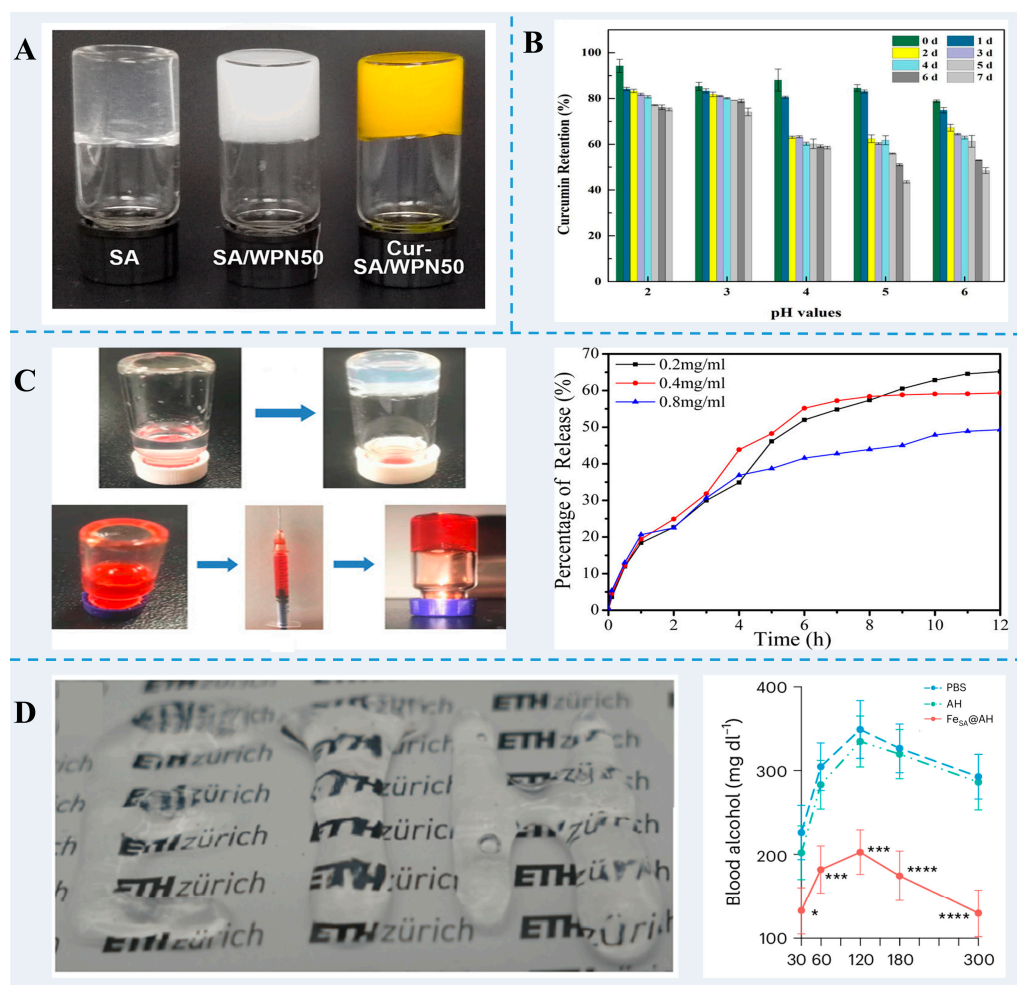 A
SA
SA/WPN50
Cur-
SA/WPN50
B
Curcumin Retention (%)
100
80
60
40
20
0
0 d
1 d
2 d
3 d
4 d
5 d
6 d
7 d
2
3
4
5
6
pH values
C
Percentage of Release (%)
70
60
50
40
30
20
10
0
0.2mg/ml
0.4mg/ml
0.8mg/ml
0
2
4
6
8
10
12
Time (h)
D
ETH zürich
ETH zürich
ETH zürich
ETH zürich
ETH zürich
ETH zürich
ETH zürich
ETH zürich
ETH zürich
ETH zürich
Blood alcohol (mg dl⁻¹)
400
300
200
100
PBS
AH
FeSA@AH
*
***
***
****
****
30
60
120
180
300